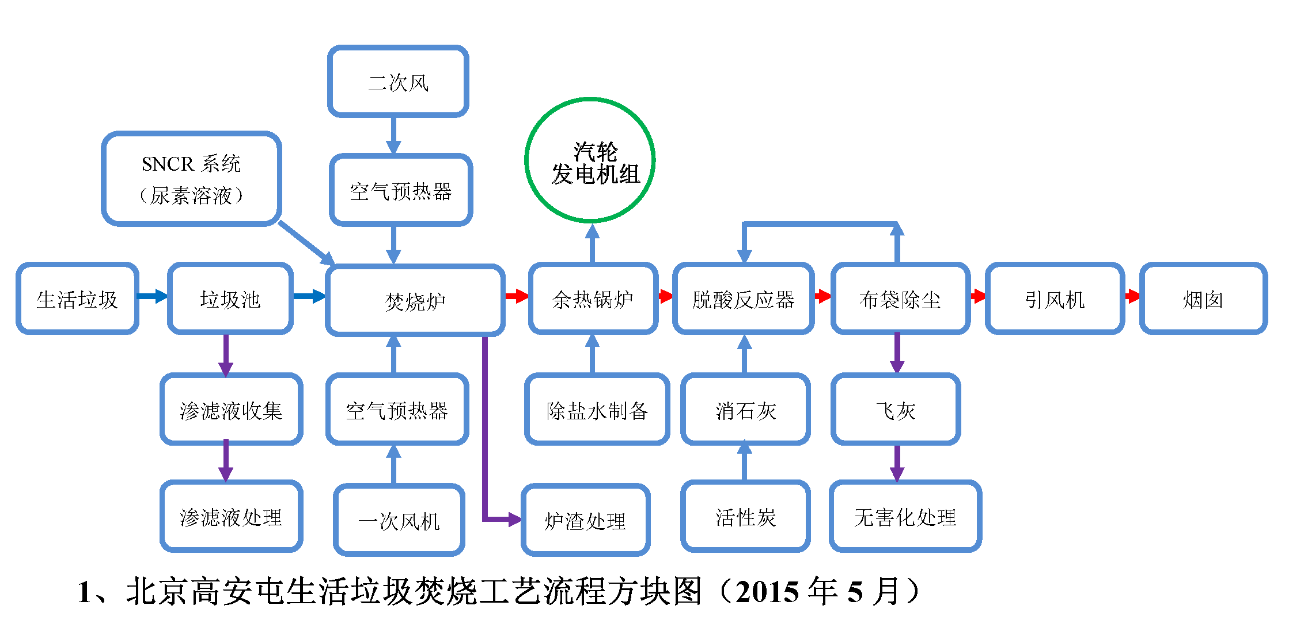 二次风
汽轮
发电机组
SNCR 系统
（尿素溶液）
空气预热器
生活垃圾
垃圾池
焚烧炉
余热锅炉
脱酸反应器
布袋除尘
引风机
烟囱
渗滤液收集
空气预热器
除盐水制备
消石灰
飞灰
渗滤液处理
一次风机
炉渣处理
活性炭
无害化处理
1、北京高安屯生活垃圾焚烧工艺流程方块图（2015 年 5 月）